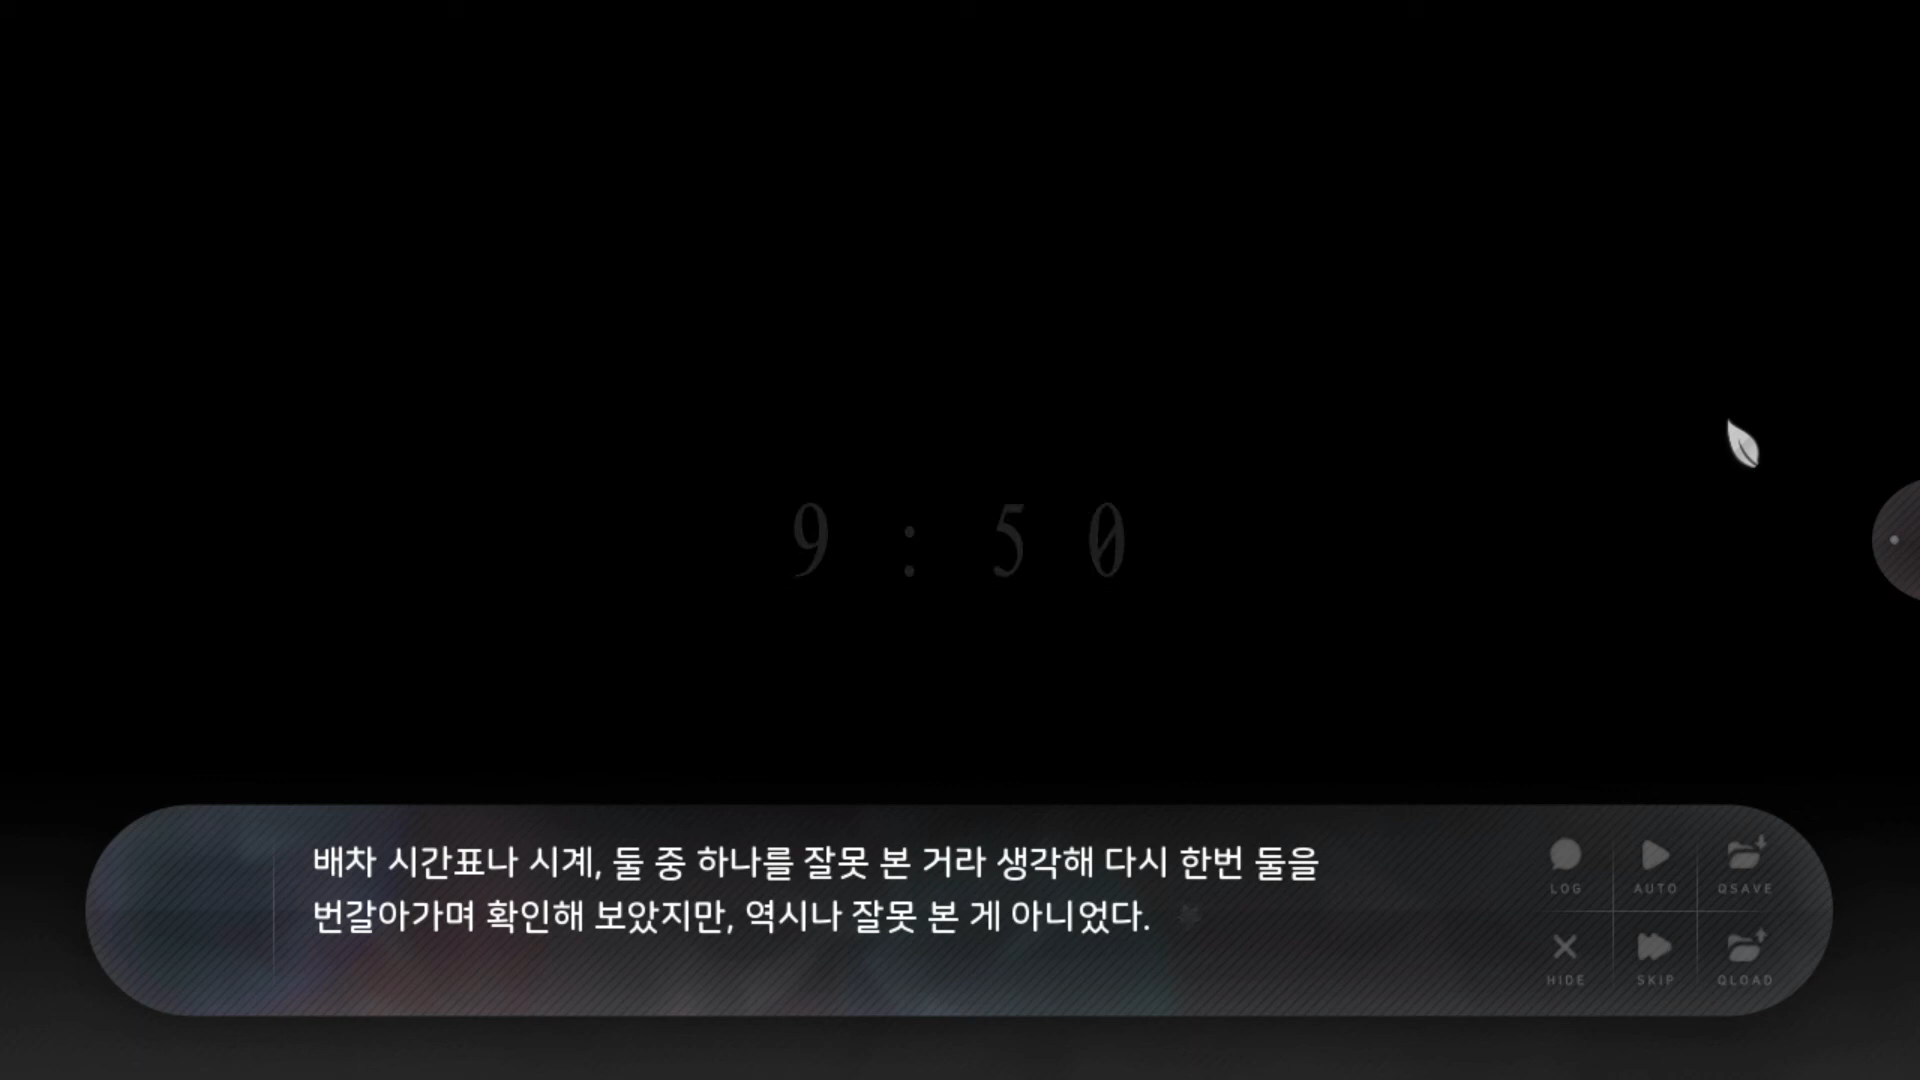 9 : 5 0
배차 시간표나 시계, 둘 중 하나를 잘못 본 거라 생각해 다시 한번 둘을
번갈아가며 확인해 보았지만, 역시나 잘못 본 게 아니었다.
LOG AUTO QSAVE
HIDE SKIP QLOAD